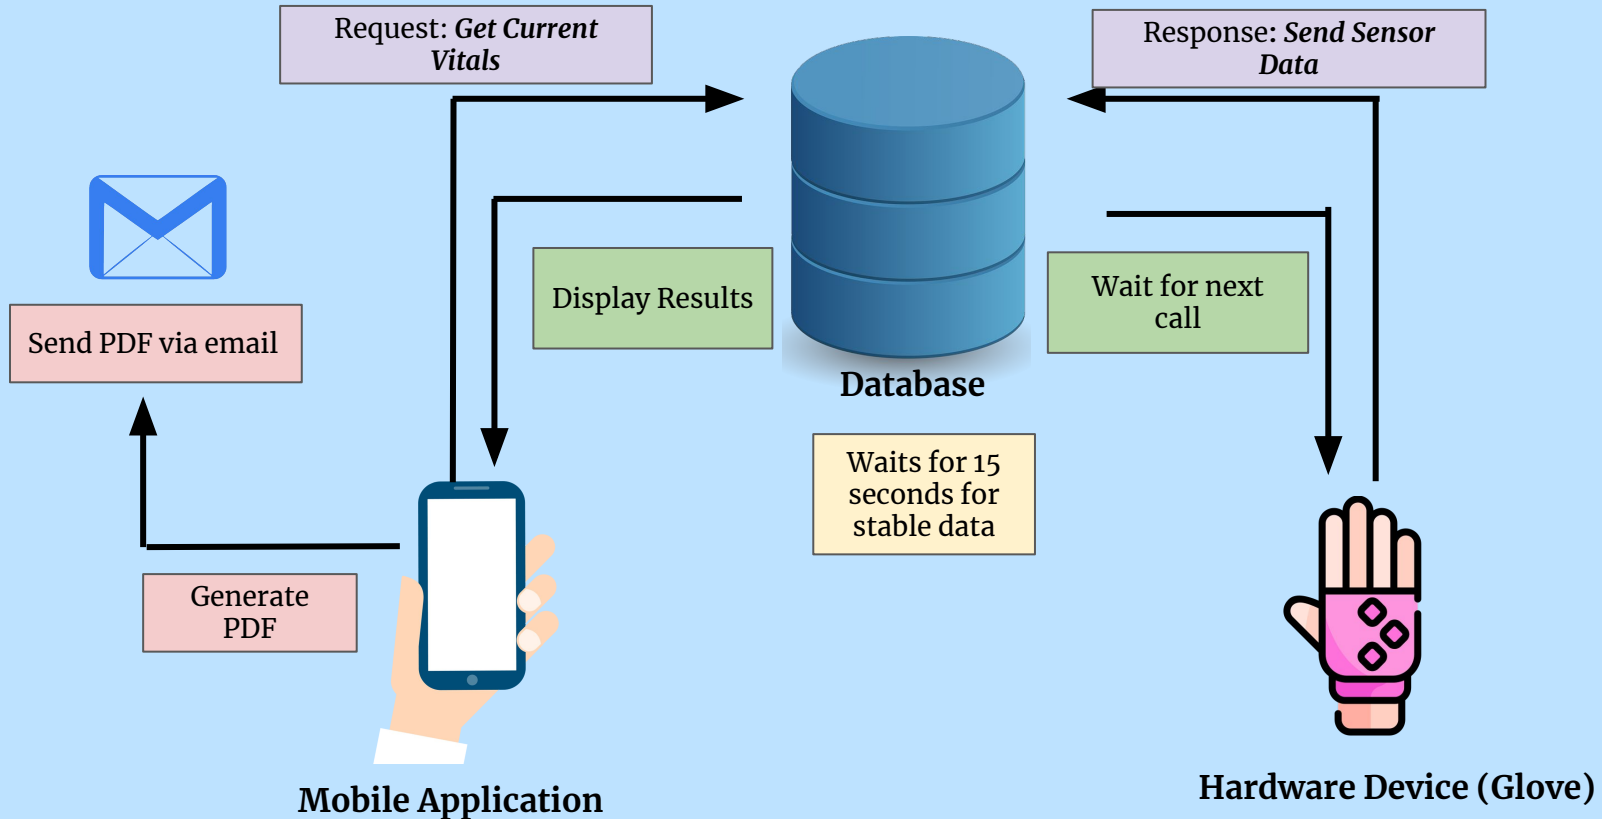 Request: Get Current
Vitals
Response: Send Sensor
Data
Display Results
Wait for next
call
Send PDF via email
Database
Waits for 15
seconds for
stable data
Generate
PDF
Mobile Application
Hardware Device (Glove)